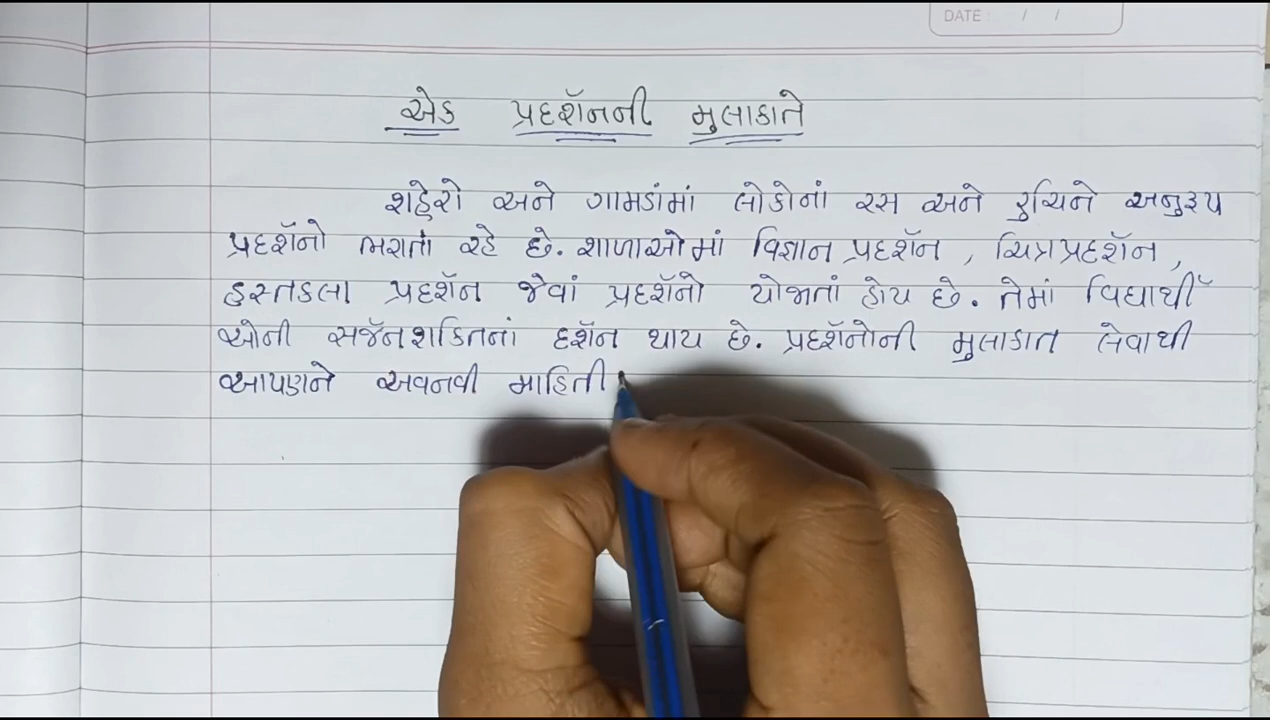 DATE: / /
એક પ્રદર્શનની મુલાકાતે
શહેરો અને ગામડાંમાં લોકોનાં રસ અને રુચિને અનુરૂપ
પ્રદર્શનો ભરાતાં રહે છે. શાળાઓમાં વિજ્ઞાન પ્રદર્શન, ચિત્રપ્રદર્શન,
હસ્તકલા પ્રદર્શન જેવાં પ્રદર્શનો યોજાતાં હોય છે. તેમાં વિદ્યાર્થી
ઓની સર્જનશક્તિનાં દર્શન થાય છે. પ્રદર્શનોની મુલાકાત લેવાથી
આપણને અવનવી માહિતી